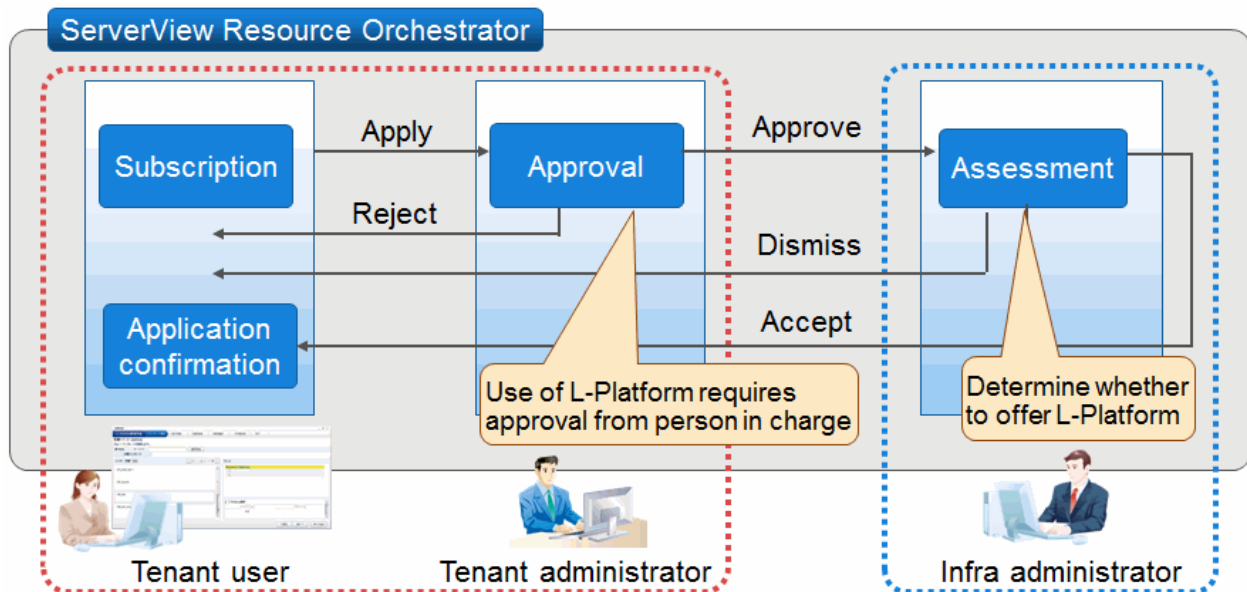 ServerView Resource Orchestrator
Apply
Approve
Subscription
Approval
Assessment
Reject
Dismiss
Accept
Application
confirmation
Use of L-Platform requires
approval from person in charge
Determine whether
to offer L-Platform
Tenant user
Tenant administrator
Infra administrator